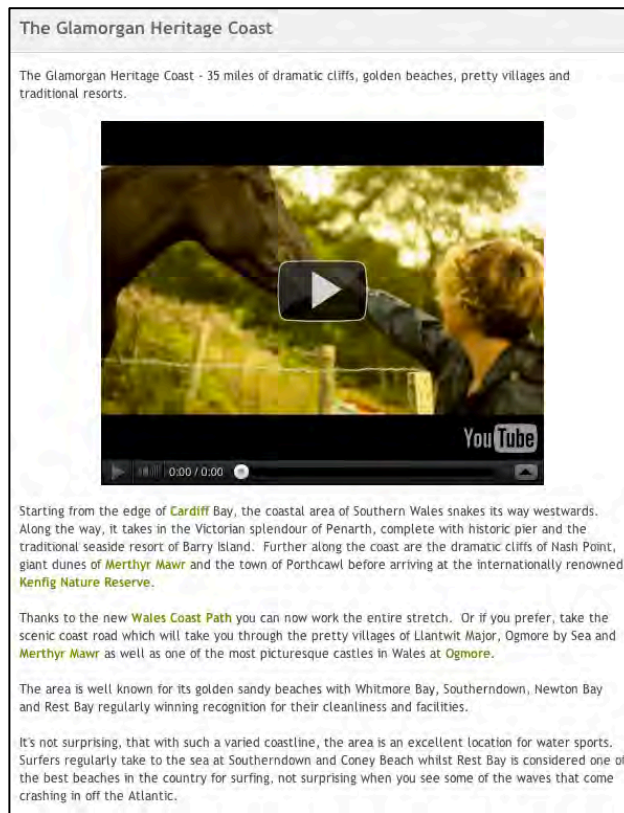 The Glamorgan Heritage Coast
The Glamorgan Heritage Coast - 35 miles of dramatic cliffs, golden beaches, pretty villages and
traditional resorts.
YouTube
0:00 / 0:00
Starting from the edge of Cardiff Bay, the coastal area of Southern Wales snakes its way westwards.
Along the way, it takes in the Victorian splendour of Penarth, complete with historic pier and the
traditional seaside resort of Barry Island. Further along the coast are the dramatic cliffs of Nash Point,
giant dunes of Merthyr Mawr and the town of Porthcawl before arriving at the internationally renowned
Kenfig Nature Reserve.
Thanks to the new Wales Coast Path you can now work the entire stretch. Or if you prefer, take the
scenic coast road which will take you through the pretty villages of Llantwit Major, Ogmore by Sea and
Merthyr Mawr as well as one of the most picturesque castles in Wales at Ogmore.
The area is well known for its golden sandy beaches with Whitmore Bay, Southerndown, Newton Bay
and Rest Bay regularly winning recognition for their cleanliness and facilities.
It's not surprising, that with such a varied coastline, the area is an excellent location for water sports.
Surfers regularly take to the sea at Southerndown and Coney Beach whilst Rest Bay is considered one of
the best beaches in the country for surfing, not surprising when you see some of the waves that come
crashing in off the Atlantic.